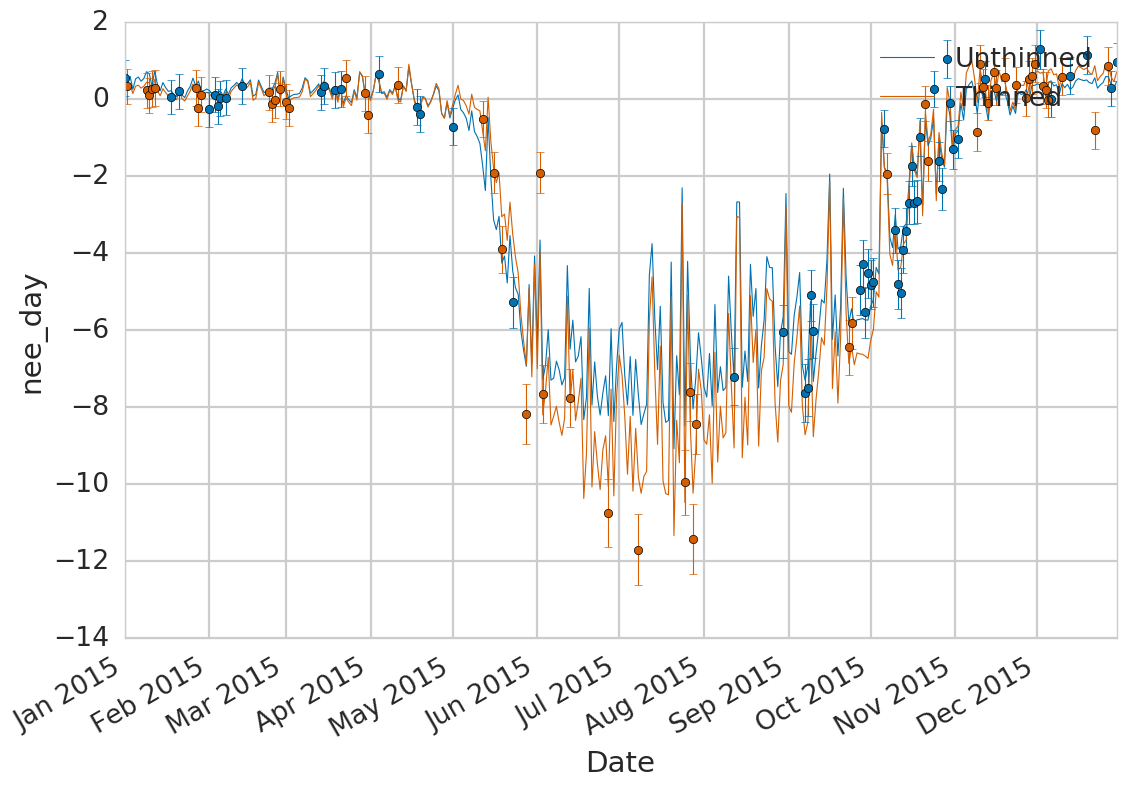 2
0
−2
−4
−6
−8
−10
−12
−14
nee_day
Unthinned
Thinned
Jan 2015
Feb 2015
Mar 2015
Apr 2015
May 2015
Jun 2015
Jul 2015
Aug 2015
Sep 2015
Oct 2015
Nov 2015
Dec 2015
Date